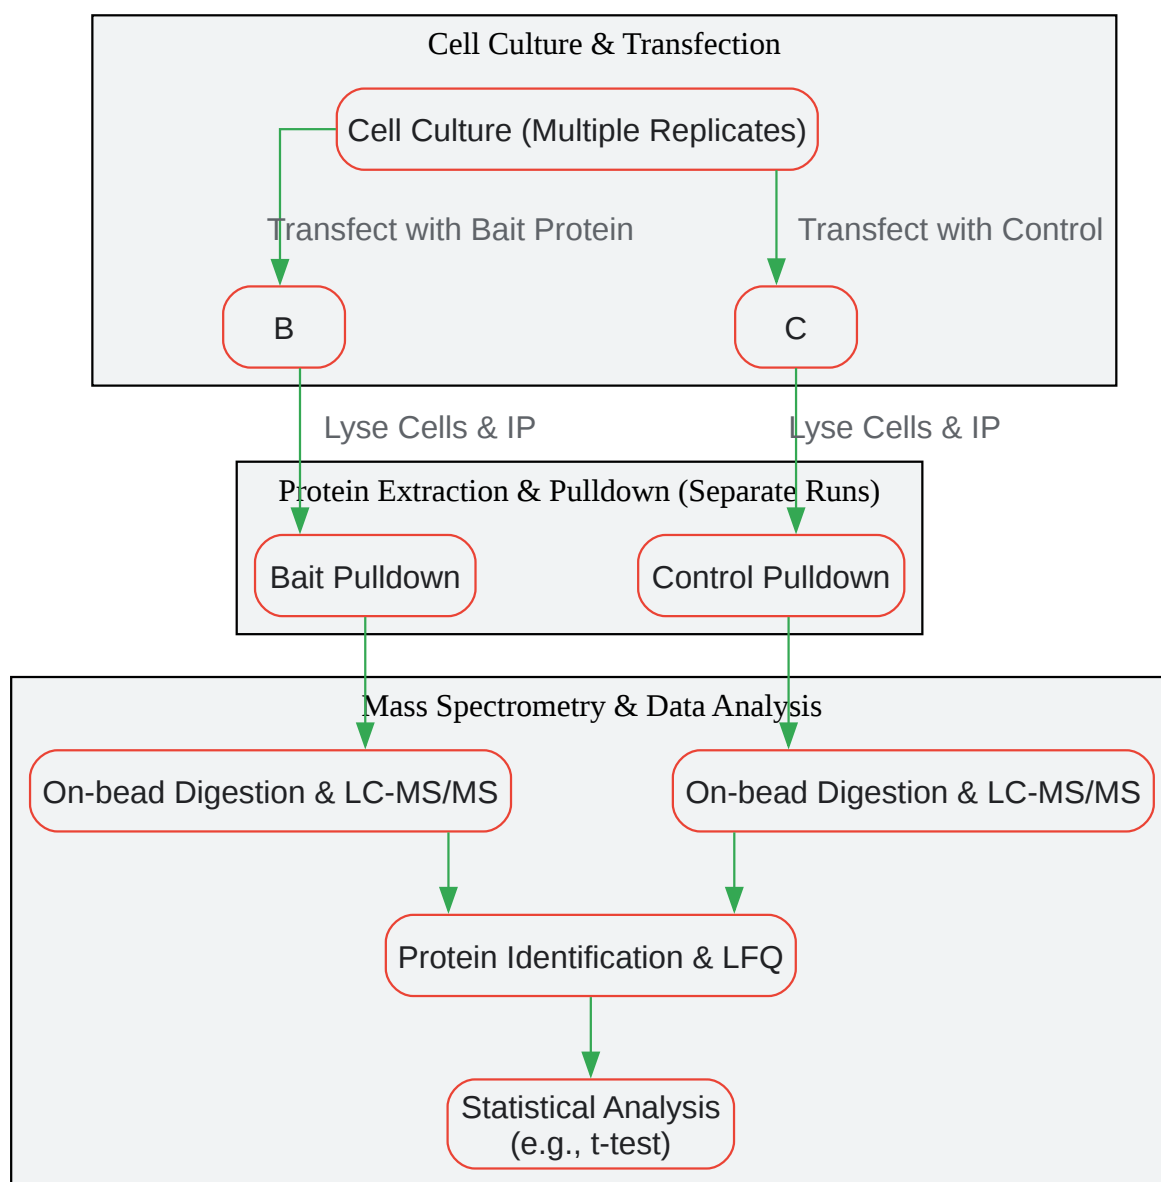 Cell Culture & Transfection
Cell Culture (Multiple Replicates)
Transfect with Bait Protein
Transfect with Control
B
C
Lyse Cells & IP
Lyse Cells & IP
Protein Extraction & Pulldown (Separate Runs)
Bait Pulldown
Control Pulldown
Mass Spectrometry & Data Analysis
On-bead Digestion & LC-MS/MS
On-bead Digestion & LC-MS/MS
Protein Identification & LFQ
Statistical Analysis
(e.g., t-test)